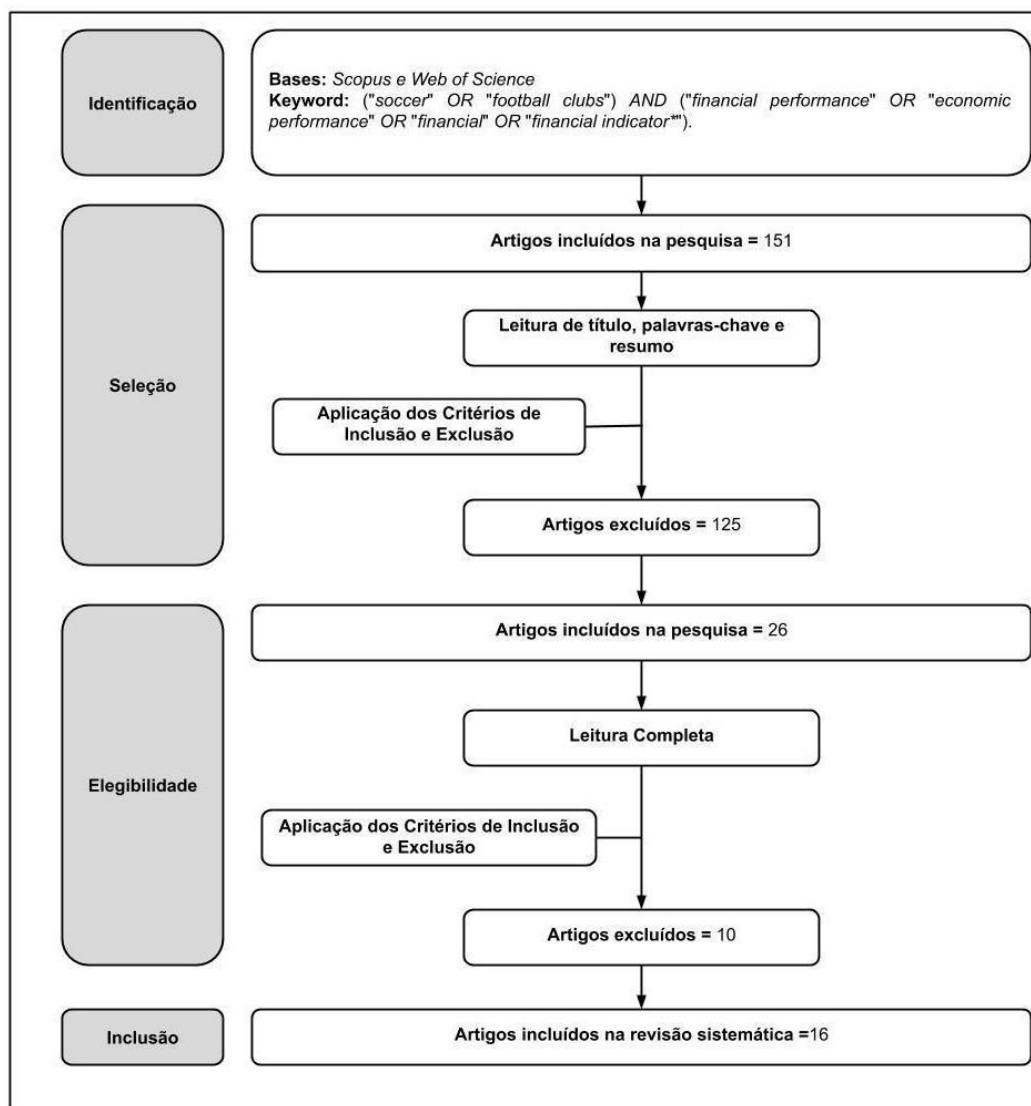 Identificação
Bases: Scopus e Web of Science
Keyword: ("soccer" OR "football clubs") AND ("financial performance" OR "economic
performance" OR "financial" OR "financial indicator*").
Seleção
Artigos incluídos na pesquisa = 151
Leitura de título, palavras-chave e
resumo
Aplicação dos Critérios de
Inclusão e Exclusão
Artigos excluídos = 125
Elegibilidade
Artigos incluídos na pesquisa = 26
Leitura Completa
Aplicação dos Critérios de Inclusão
e Exclusão
Artigos excluídos = 10
Inclusão
Artigos incluídos na revisão sistemática =16